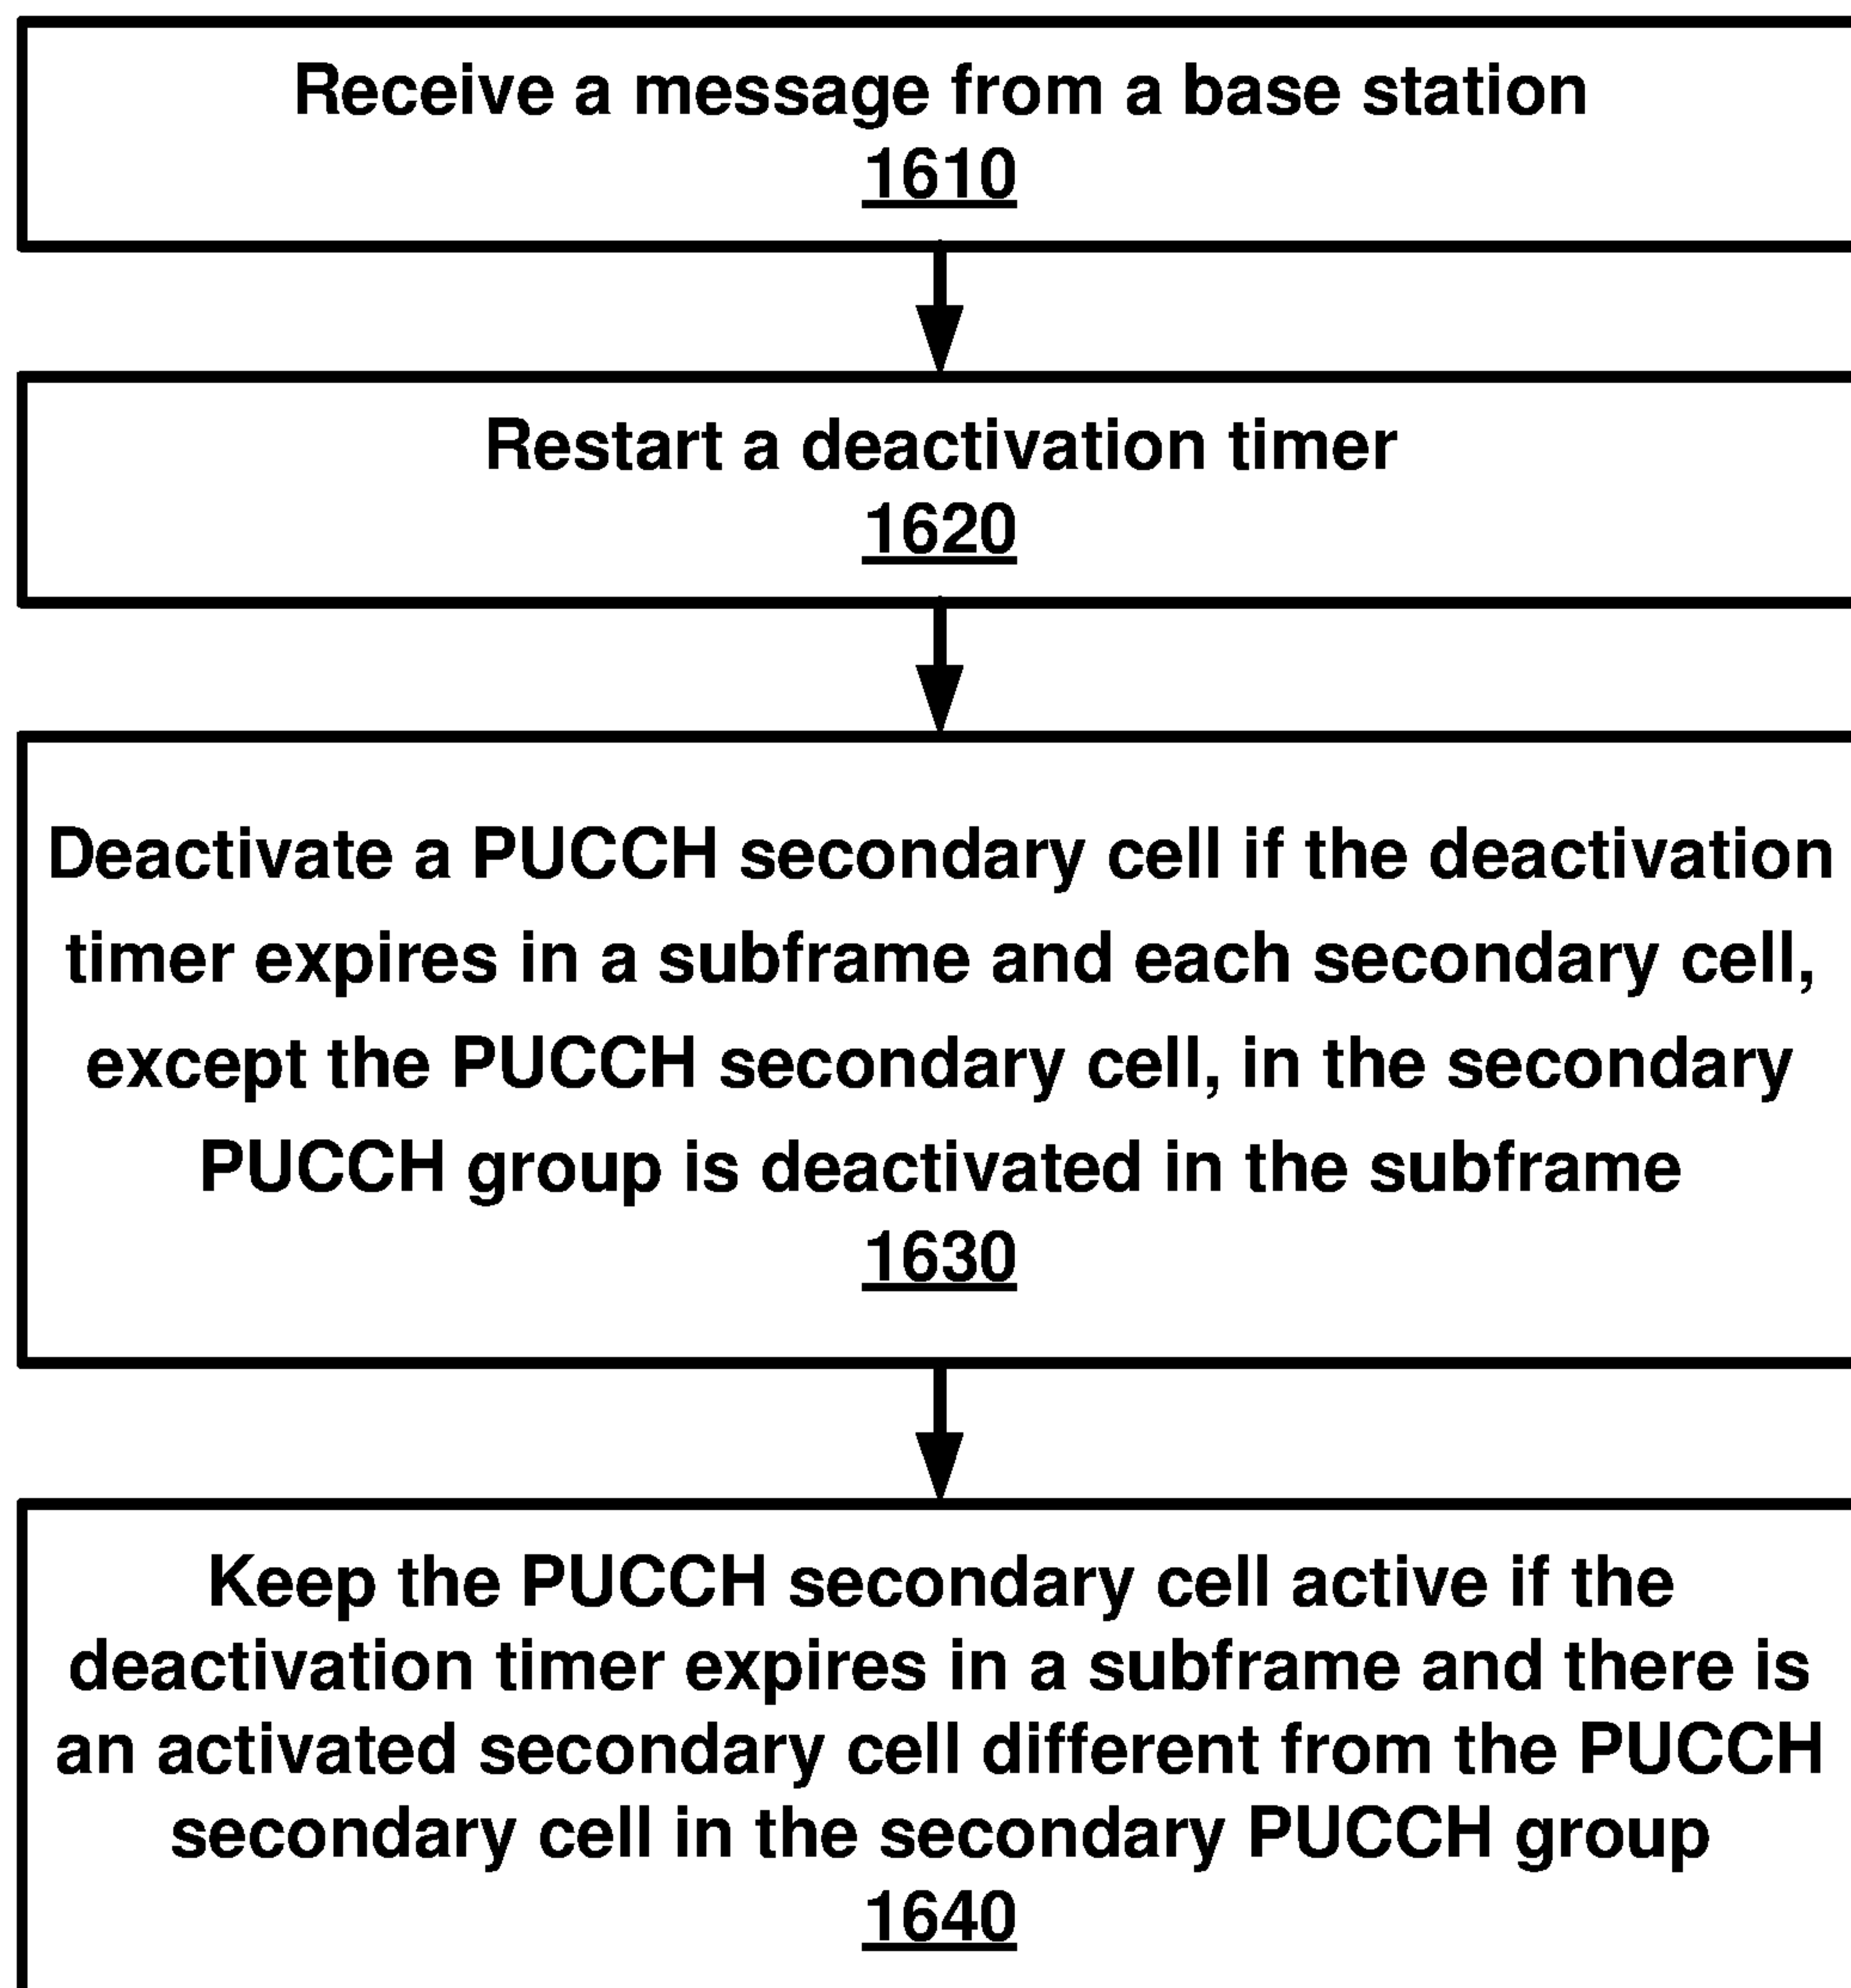 Receive a message from a base station
1610
Restart a deactivation timer
1620
Deactivate a PUCCH secondary cell if the deactivation
timer expires in a subframe and each secondary cell,
except the PUCCH secondary cell, in the secondary
PUCCH group is deactivated in the subframe
1630
Keep the PUCCH secondary cell active if the
deactivation timer expires in a subframe and there is
an activated secondary cell different from the PUCCH
secondary cell in the secondary PUCCH group
1640